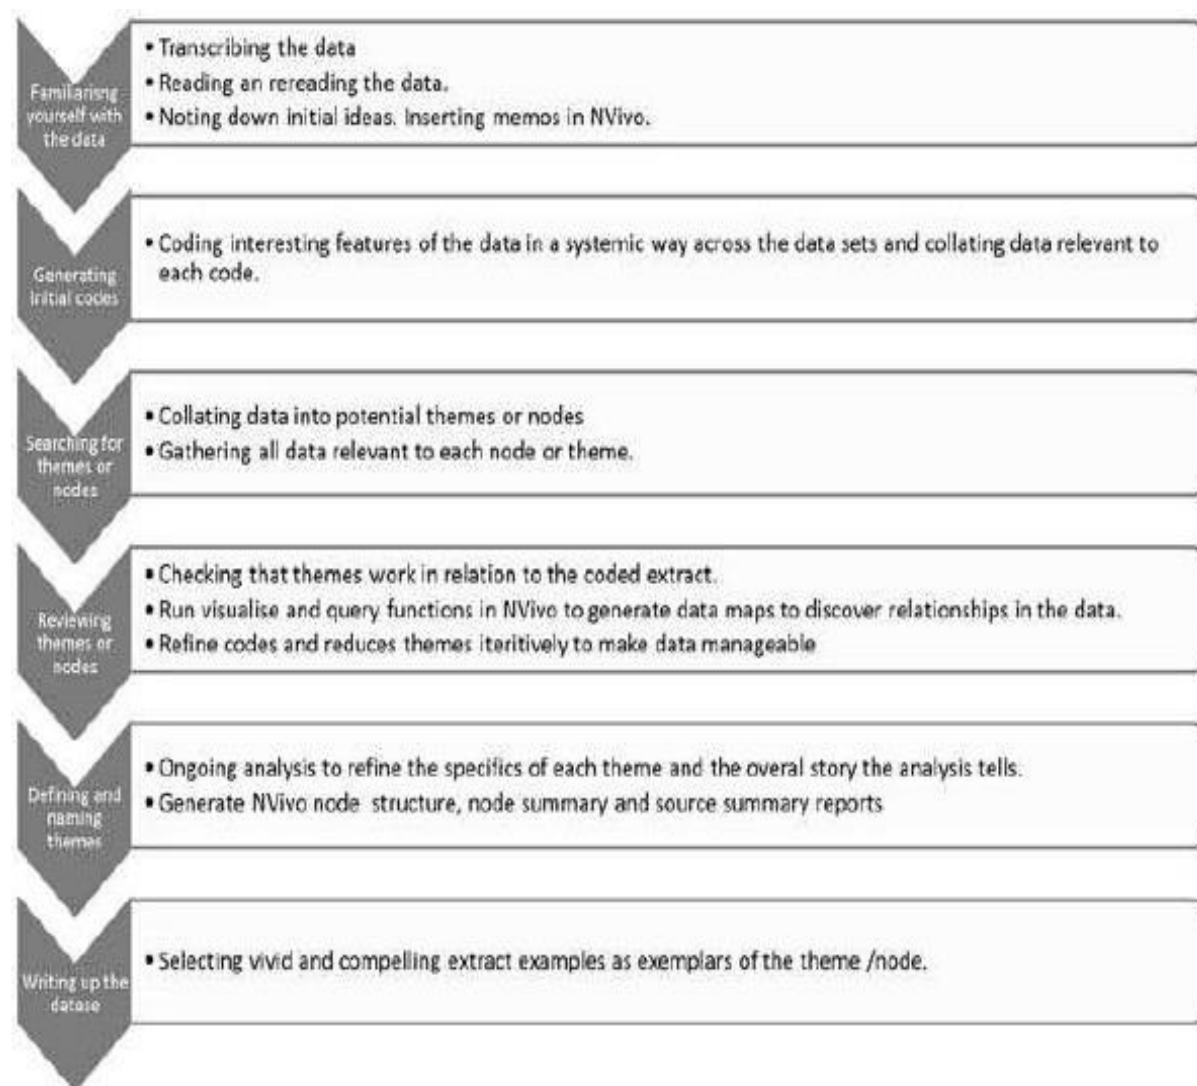 Familiarisng
yourself with
the data
• Transcribing the data
• Reading an rereading the data.
• Noting down initial ideas. Inserting memos in NVivo.
Generating
initial codes
• Coding interesting features of the data in a systemic way across the data sets and collating data relevant to
each code.
Searching for
themes or
nodes
• Collating data into potential themes or nodes
• Gathering all data relevant to each node or theme.
Reviewing
themes or
nodes
• Checking that themes work in relation to the coded extract.
• Run visualise and query functions in NVivo to generate data maps to discover relationships in the data.
• Refine codes and reduces themes iteritively to make data manageable
Defining and
naming
themes
• Ongoing analysis to refine the specifics of each theme and the overal story the analysis tells.
• Generate NVivo node structure, node summary and source summary reports
Writing up the
datase
• Selecting vivid and compelling extract examples as exemplars of the theme /node.